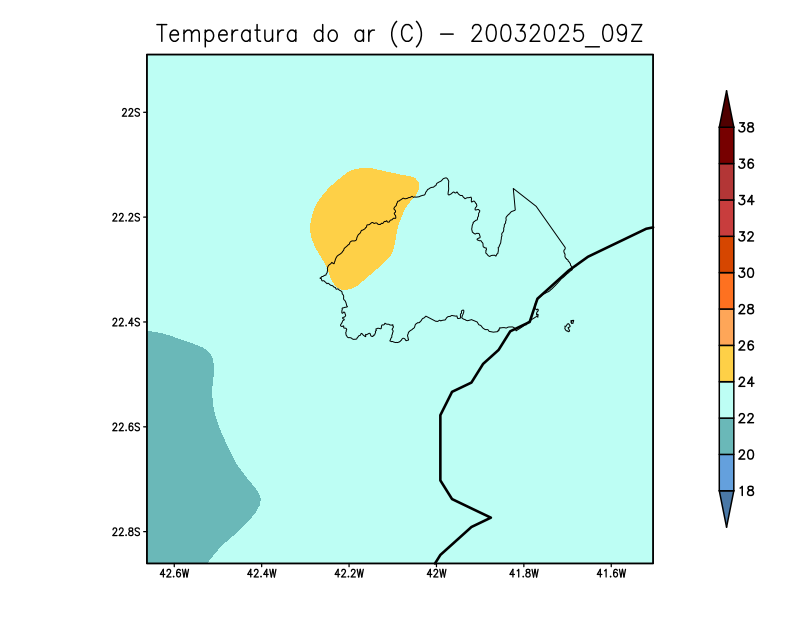 Temperatura do ar (C) − 20032025_09Z
22S
22.2S
22.4S
22.6S
22.8S
42.6W
42.4W
42.2W
42W
41.8W
41.6W
38
36
34
32
30
28
26
24
22
20
18